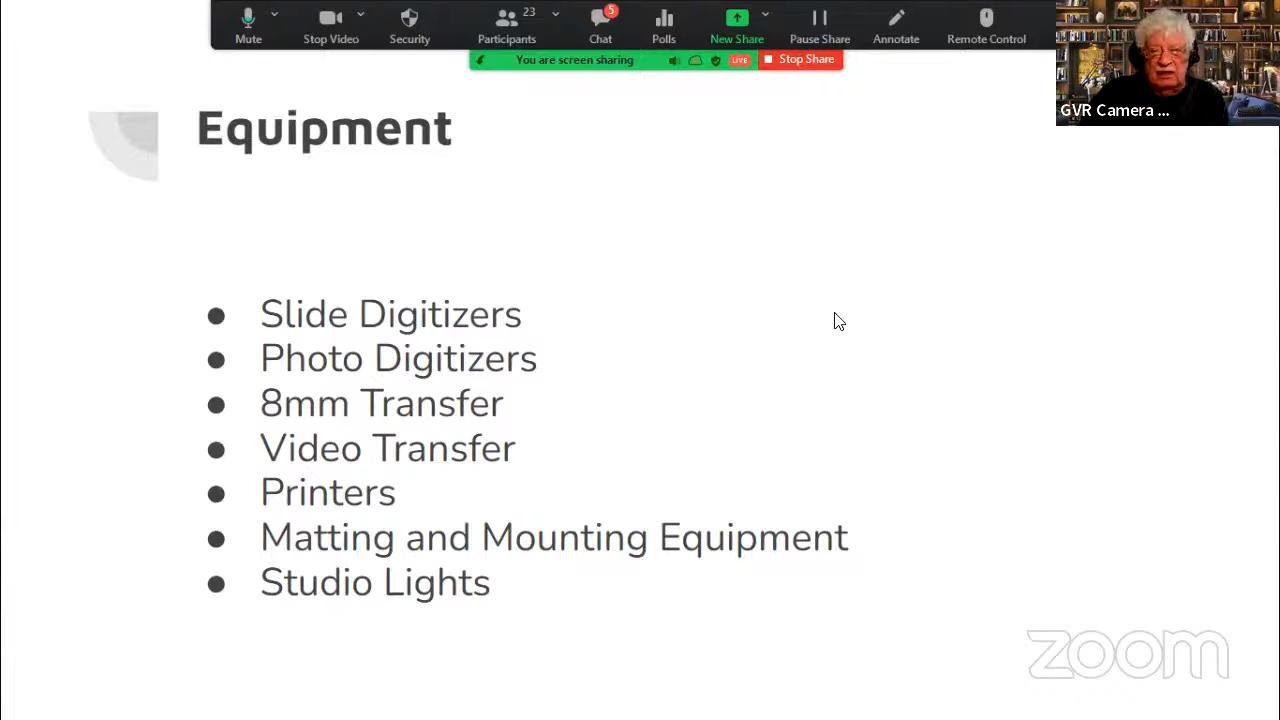 23
5
Mute
Stop Video
Security
Participants
Chat
Polls
New Share
Pause Share
Annotate
Remote Control
You are screen sharing
LIVE
Stop Share
GVR Camera ...
Equipment
● Slide Digitizers
● Photo Digitizers
● 8mm Transfer
● Video Transfer
● Printers
● Matting and Mounting Equipment
● Studio Lights
zoom